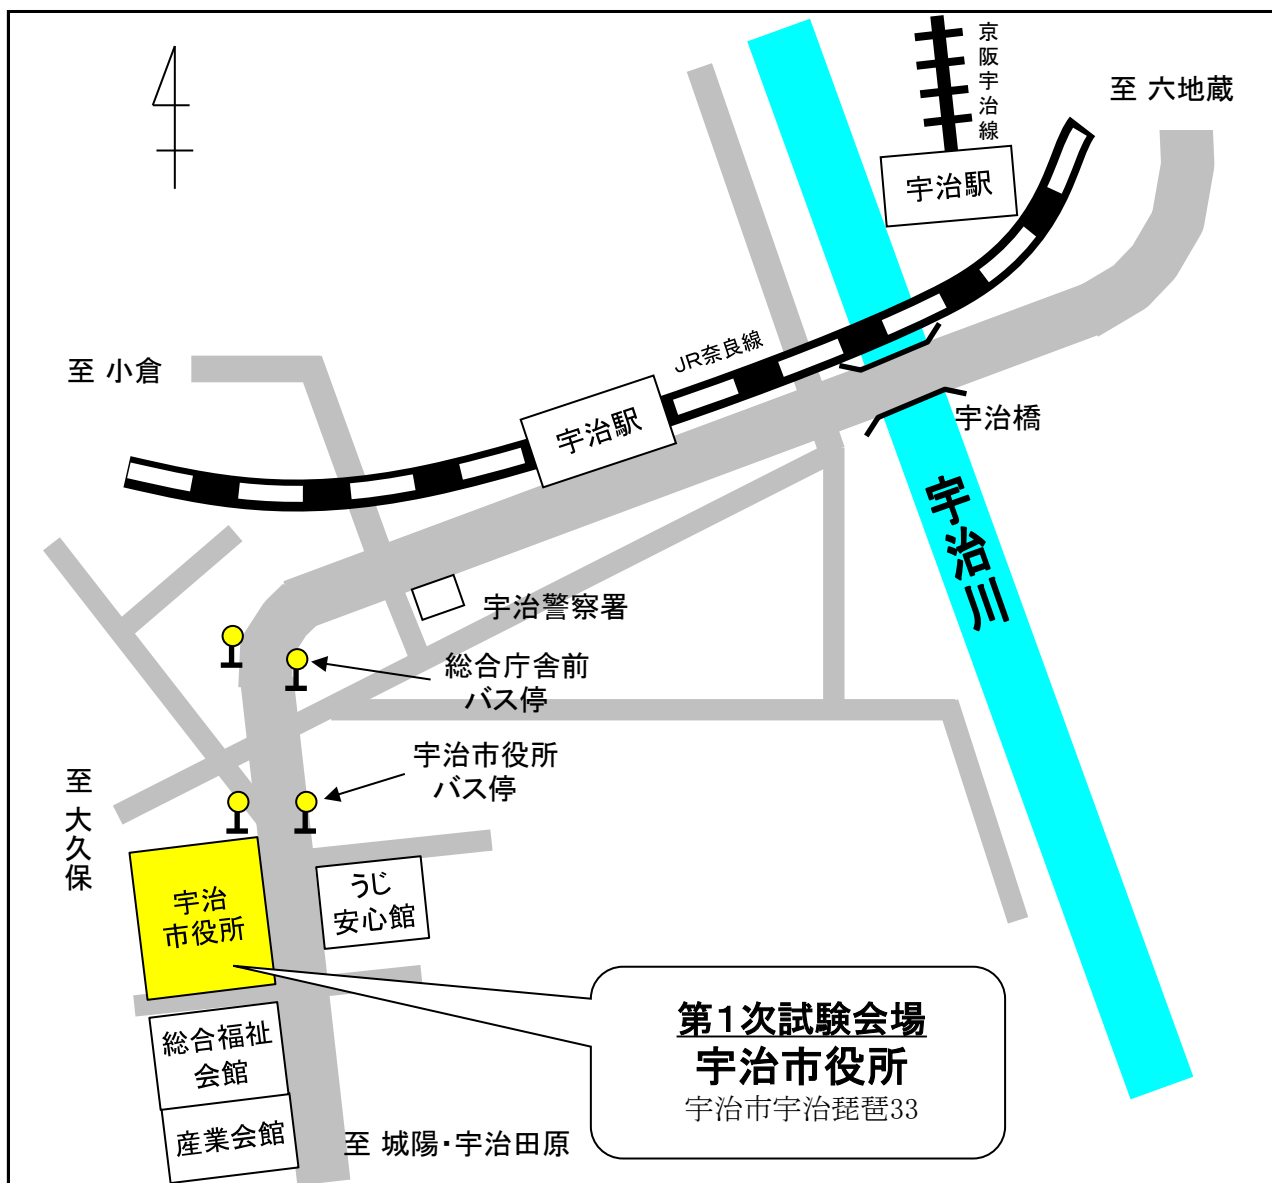 京阪宇治線
至 六地蔵
宇治駅
JR奈良線
至 小倉
宇治駅
宇治橋
宇治川
宇治警察署
総合庁舎前
バス停
宇治市役所
バス停
至 大久保
宇治
市役所
うじ
安心館
総合福祉
会館
産業会館
至 城陽・宇治田原
第1次試験会場
宇治市役所
宇治市宇治琵琶33